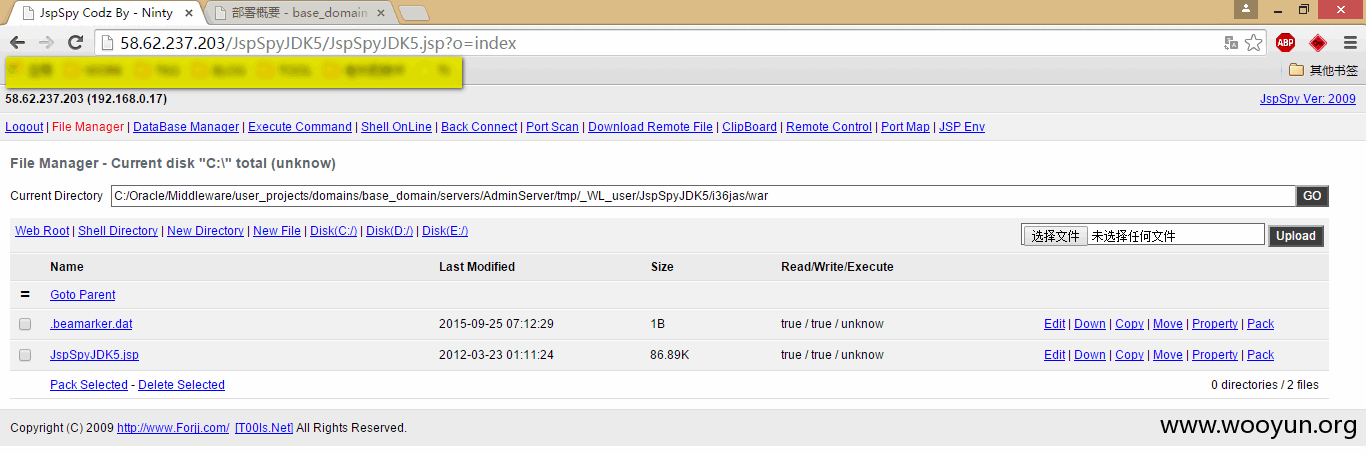 JspSpy Codz By - Ninty
部署概要 - base_domain
58.62.237.203/JspSpyJDK5/JspSpyJDK5.jsp?o=index
ABP
其他书签
58.62.237.203 (192.168.0.17) JspSpy Ver: 2009
Logout | File Manager | DataBase Manager | Execute Command | Shell OnLine | Back Connect | Port Scan | Download Remote File | ClipBoard | Remote Control | Port Map | JSP Env
File Manager - Current disk "C:\" total (unknow)
Current Directory C:/Oracle/Middleware/user_projects/domains/base_domain/servers/AdminServer/tmp/_WL_user/JspSpyJDK5/i36jas/war GO
Web Root | Shell Directory | New Directory | New File | Disk(C:/) | Disk(D:/) | Disk(E:/) 选择文件 未选择任何文件 Upload
Name Last Modified Size Read/Write/Execute
= Goto Parent
.beamarker.dat 2015-09-25 07:12:29 1B true / true / unknow Edit | Down | Copy | Move | Property | Pack
JspSpyJDK5.jsp 2012-03-23 01:11:24 86.89K true / true / unknow Edit | Down | Copy | Move | Property | Pack
Pack Selected - Delete Selected 0 directories / 2 files
Copyright (C) 2009 http://www.Forjj.com/ [T00ls.Net] All Rights Reserved.
www.wooyun.org